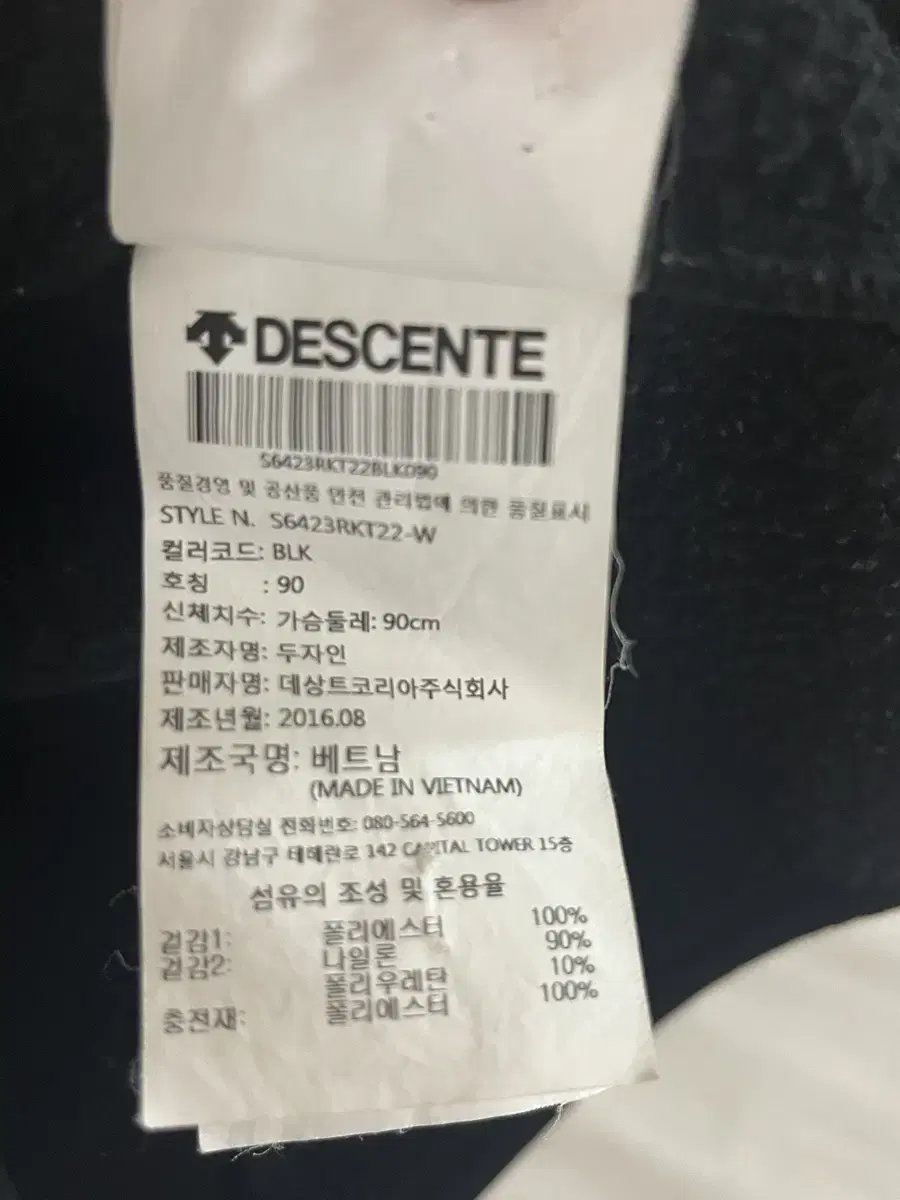 DESCENTE
S6423RKT22BLK090
품질경영 및 공산품 안전 관리법에 의한 품질표시
STYLE N. S6423RKT22-W
컬러코드: BLK
호칭 : 90
신체치수: 가슴둘레: 90cm
제조자명: 두자인
판매자명: 데상트코리아주식회사
제조년월: 2016.08
제조국명: 베트남
(MADE IN VIETNAM)
소비자상담실 전화번호: 080-564-5600
서울시 강남구 테헤란로 142 CAPITAL TOWER 15층
섬유의 조성 및 혼용율
겉감1: 폴리에스터 100%
겉감2: 나일론 90%
폴리우레탄 10%
충전재: 폴리에스터 100%